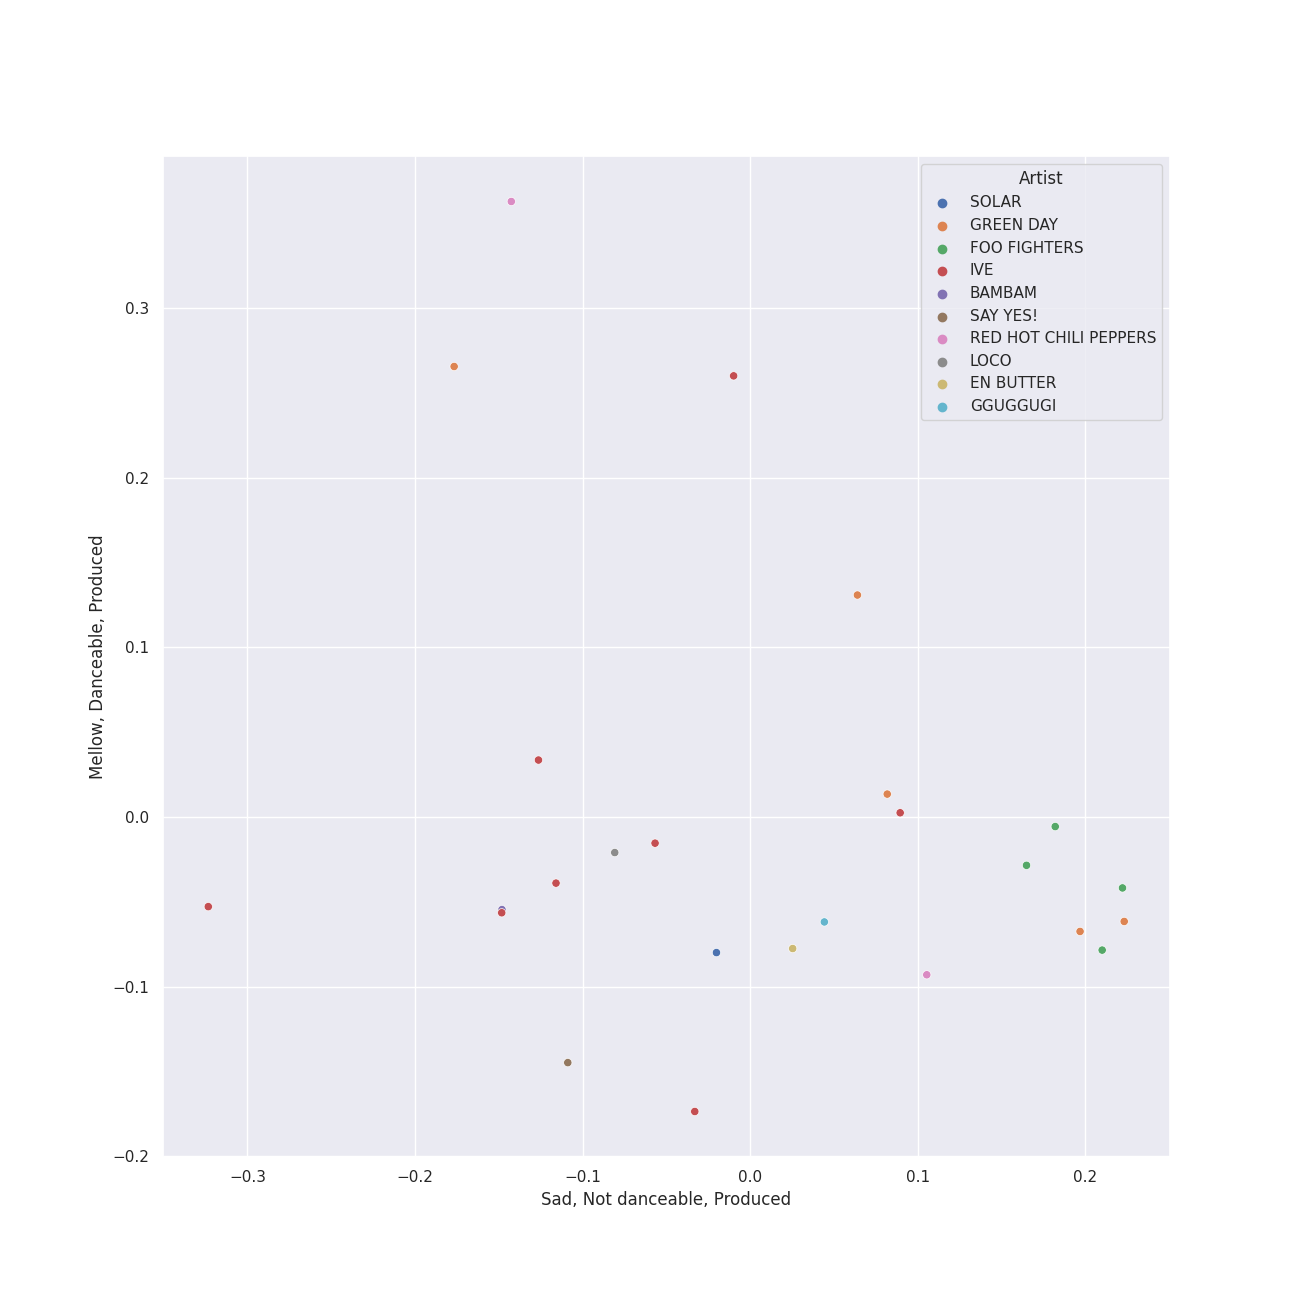 Artist
SOLAR
GREEN DAY
FOO FIGHTERS
IVE
BAMBAM
SAY YES!
RED HOT CHILI PEPPERS
LOCO
EN BUTTER
GGUGGUGI
0.3
0.2
0.1
0.0
−0.1
−0.2
Mellow, Danceable, Produced
−0.3 −0.2 −0.1 0.0 0.1 0.2
Sad, Not danceable, Produced